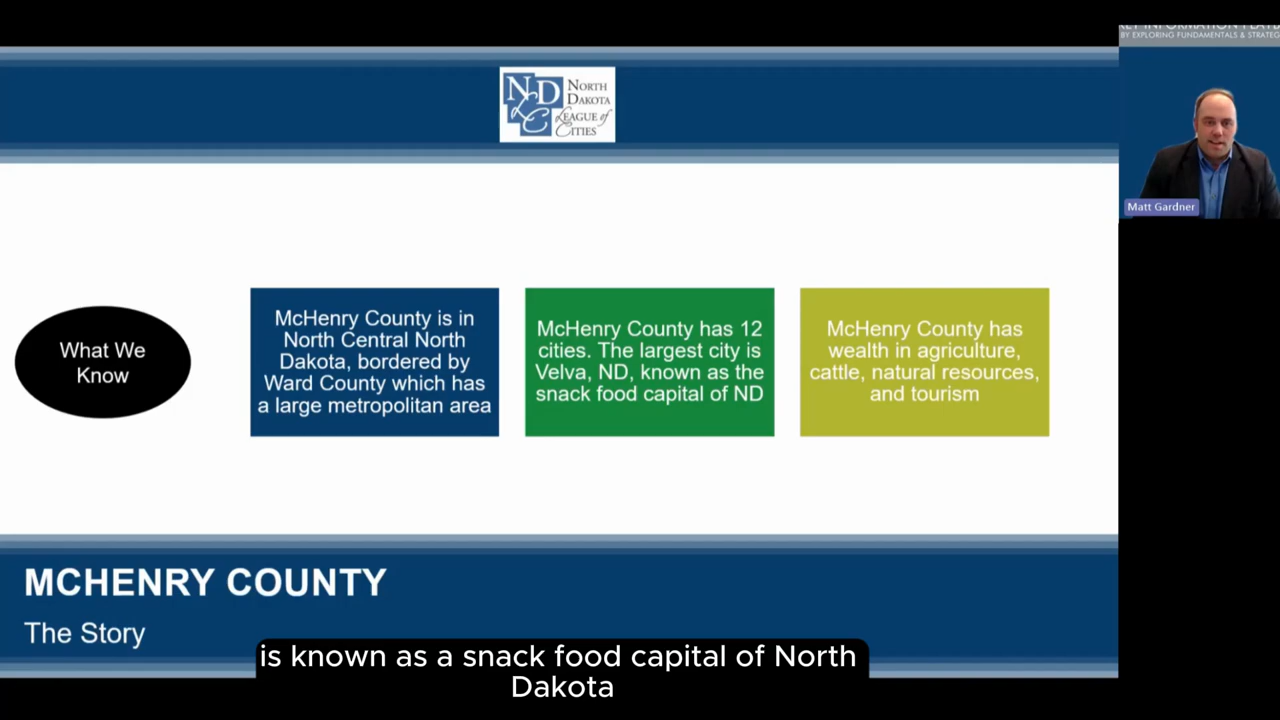 BY EXPLORING FUNDAMENTALS & STRATEG
NORTH
DAKOTA
LEAGUE of
CITIES
NDLC
Matt Gardner
What We
Know
McHenry County is in
North Central North
Dakota, bordered by
Ward County which has
a large metropolitan area
McHenry County has 12
cities. The largest city is
Velva, ND, known as the
snack food capital of ND
McHenry County has
wealth in agriculture,
cattle, natural resources,
and tourism
MCHENRY COUNTY
The Story
is known as a snack food capital of North
Dakota